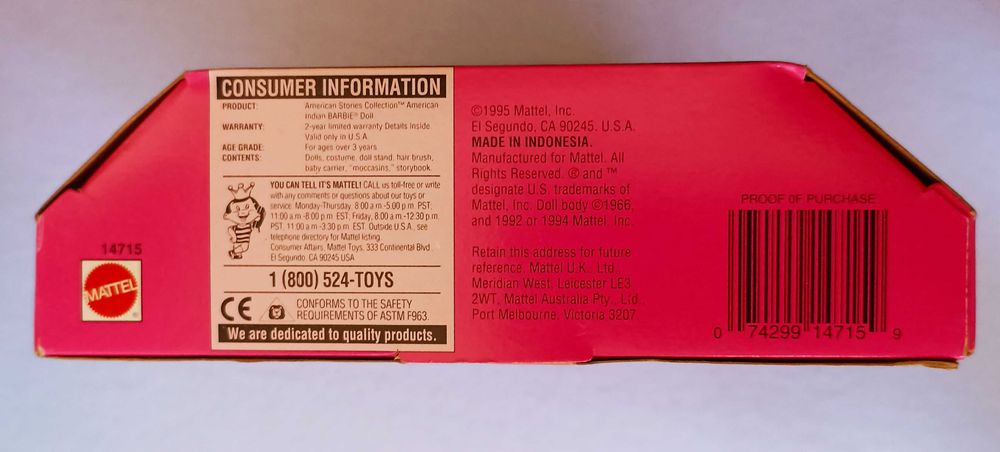 14715
MATTEL
®
CONSUMER INFORMATION
PRODUCT: American Stories Collection™ American
Indian BARBIE® Doll
WARRANTY: 2-year limited warranty Details Inside
Valid only in U.S.A.
AGE GRADE: For ages over 3 years
CONTENTS: Dolls, costume, doll stand, hair brush,
baby carrier, "moccasins," storybook.
YOU CAN TELL IT'S MATTEL! CALL us toll-free or write
with any comments or questions about our toys or
service. Monday-Thursday, 8:00 a.m.-5:00 p.m. PST;
11:00 a.m.-8:00 p.m. EST; Friday, 8:00 a.m.-12:30 p.m.
PST, 11:00 a.m.-3:30 p.m. EST. Outside U.S.A., see
telephone directory for Mattel listing.
Consumer Affairs, Mattel Toys, 333 Continental Blvd.
El Segundo, CA 90245 USA
1 (800) 524-TOYS
CE CONFORMS TO THE SAFETY
REQUIREMENTS OF ASTM F963.
We are dedicated to quality products.
©1995 Mattel, Inc.
El Segundo, CA 90245. U.S.A.
MADE IN INDONESIA.
Manufactured for Mattel. All
Rights Reserved. ® and ™
designate U.S. trademarks of
Mattel, Inc. Doll body ©1966,
and 1992 or 1994 Mattel, Inc.
Retain this address for future
reference. Mattel U.K., Ltd.,
Meridian West, Leicester LE3
2WT, Mattel Australia Pty., Ltd.,
Port Melbourne, Victoria 3207.
PROOF OF PURCHASE
0 74299 14715 9